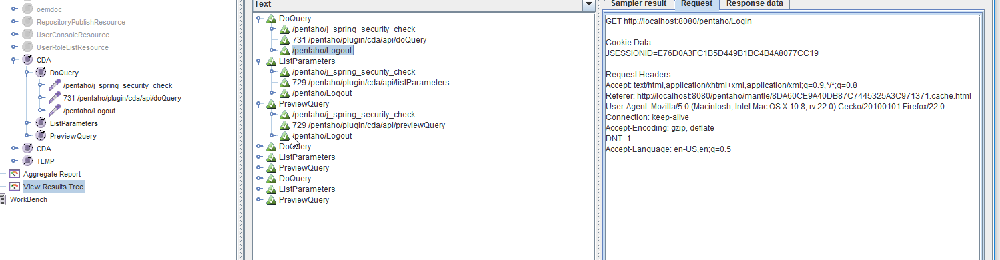 oemdoc
RepositoryPublishResource
UserConsoleResource
UserRoleListResource
CDA
DoQuery
/pentaho/j_spring_security_check
731 /pentaho/plugin/cda/api/doQuery
/pentaho/Logout
ListParameters
PreviewQuery
CDA
TEMP
Aggregate Report
View Results Tree
WorkBench
Text
DoQuery
/pentaho/j_spring_security_check
731 /pentaho/plugin/cda/api/doQuery
/pentaho/Logout
ListParameters
/pentaho/j_spring_security_check
729 /pentaho/plugin/cda/api/listParameters
/pentaho/Logout
PreviewQuery
/pentaho/j_spring_security_check
729 /pentaho/plugin/cda/api/previewQuery
/pentaho/Logout
DoQuery
ListParameters
PreviewQuery
DoQuery
ListParameters
PreviewQuery
Sampler result Request Response data
GET http://localhost:8080/pentaho/Login
Cookie Data:
JSESSIONID=E76D0A3FC1B5D449B1BC4B4A8077CC19
Request Headers:
Accept: text/html,application/xhtml+xml,application/xml;q=0.9,*/*;q=0.8
Referer: http://localhost:8080/pentaho/mantle/8DA60CE9A40DB87C7445325A3C971371.cache.html
User-Agent: Mozilla/5.0 (Macintosh; Intel Mac OS X 10.8; rv:22.0) Gecko/20100101 Firefox/22.0
Connection: keep-alive
Accept-Encoding: gzip, deflate
DNT: 1
Accept-Language: en-US,en;q=0.5